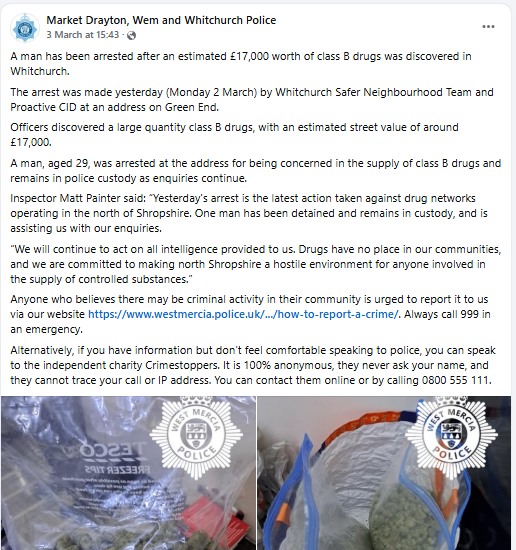 Market Drayton, Wem and Whitchurch Police
3 March at 15:43 ·
A man has been arrested after an estimated £17,000 worth of class B drugs was discovered in
Whitchurch.
The arrest was made yesterday (Monday 2 March) by Whitchurch Safer Neighbourhood Team and
Proactive CID at an address on Green End.
Officers discovered a large quantity class B drugs, with an estimated street value of around
£17,000.
A man, aged 29, was arrested at the address for being concerned in the supply of class B drugs and
remains in police custody as enquiries continue.
Inspector Matt Painter said: “Yesterday's arrest is the latest action taken against drug networks
operating in the north of Shropshire. One man has been detained and remains in custody, and is
assisting us with our enquiries.
“We will continue to act on all intelligence provided to us. Drugs have no place in our communities,
and we are committed to making north Shropshire a hostile environment for anyone involved in
the supply of controlled substances.”
Anyone who believes there may be criminal activity in their community is urged to report it to us
via our website https://www.westmercia.police.uk/.../how-to-report-a-crime/. Always call 999 in
an emergency.
Alternatively, if you have information but don’t feel comfortable speaking to police, you can speak
to the independent charity Crimestoppers. It is 100% anonymous, they never ask your name, and
they cannot trace your call or IP address. You can contact them online or by calling 0800 555 111.
WEST MERCIA
POLICE
WEST MERCIA
POLICE
ESCO
FREEZER TIPS